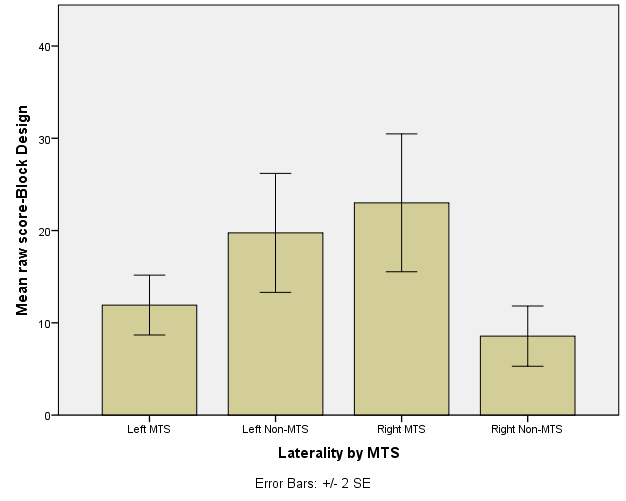 Mean raw score-Block Design
40
30
20
10
0
Left MTS
Left Non-MTS
Right MTS
Right Non-MTS
Laterality by MTS
Error Bars: +/- 2 SE